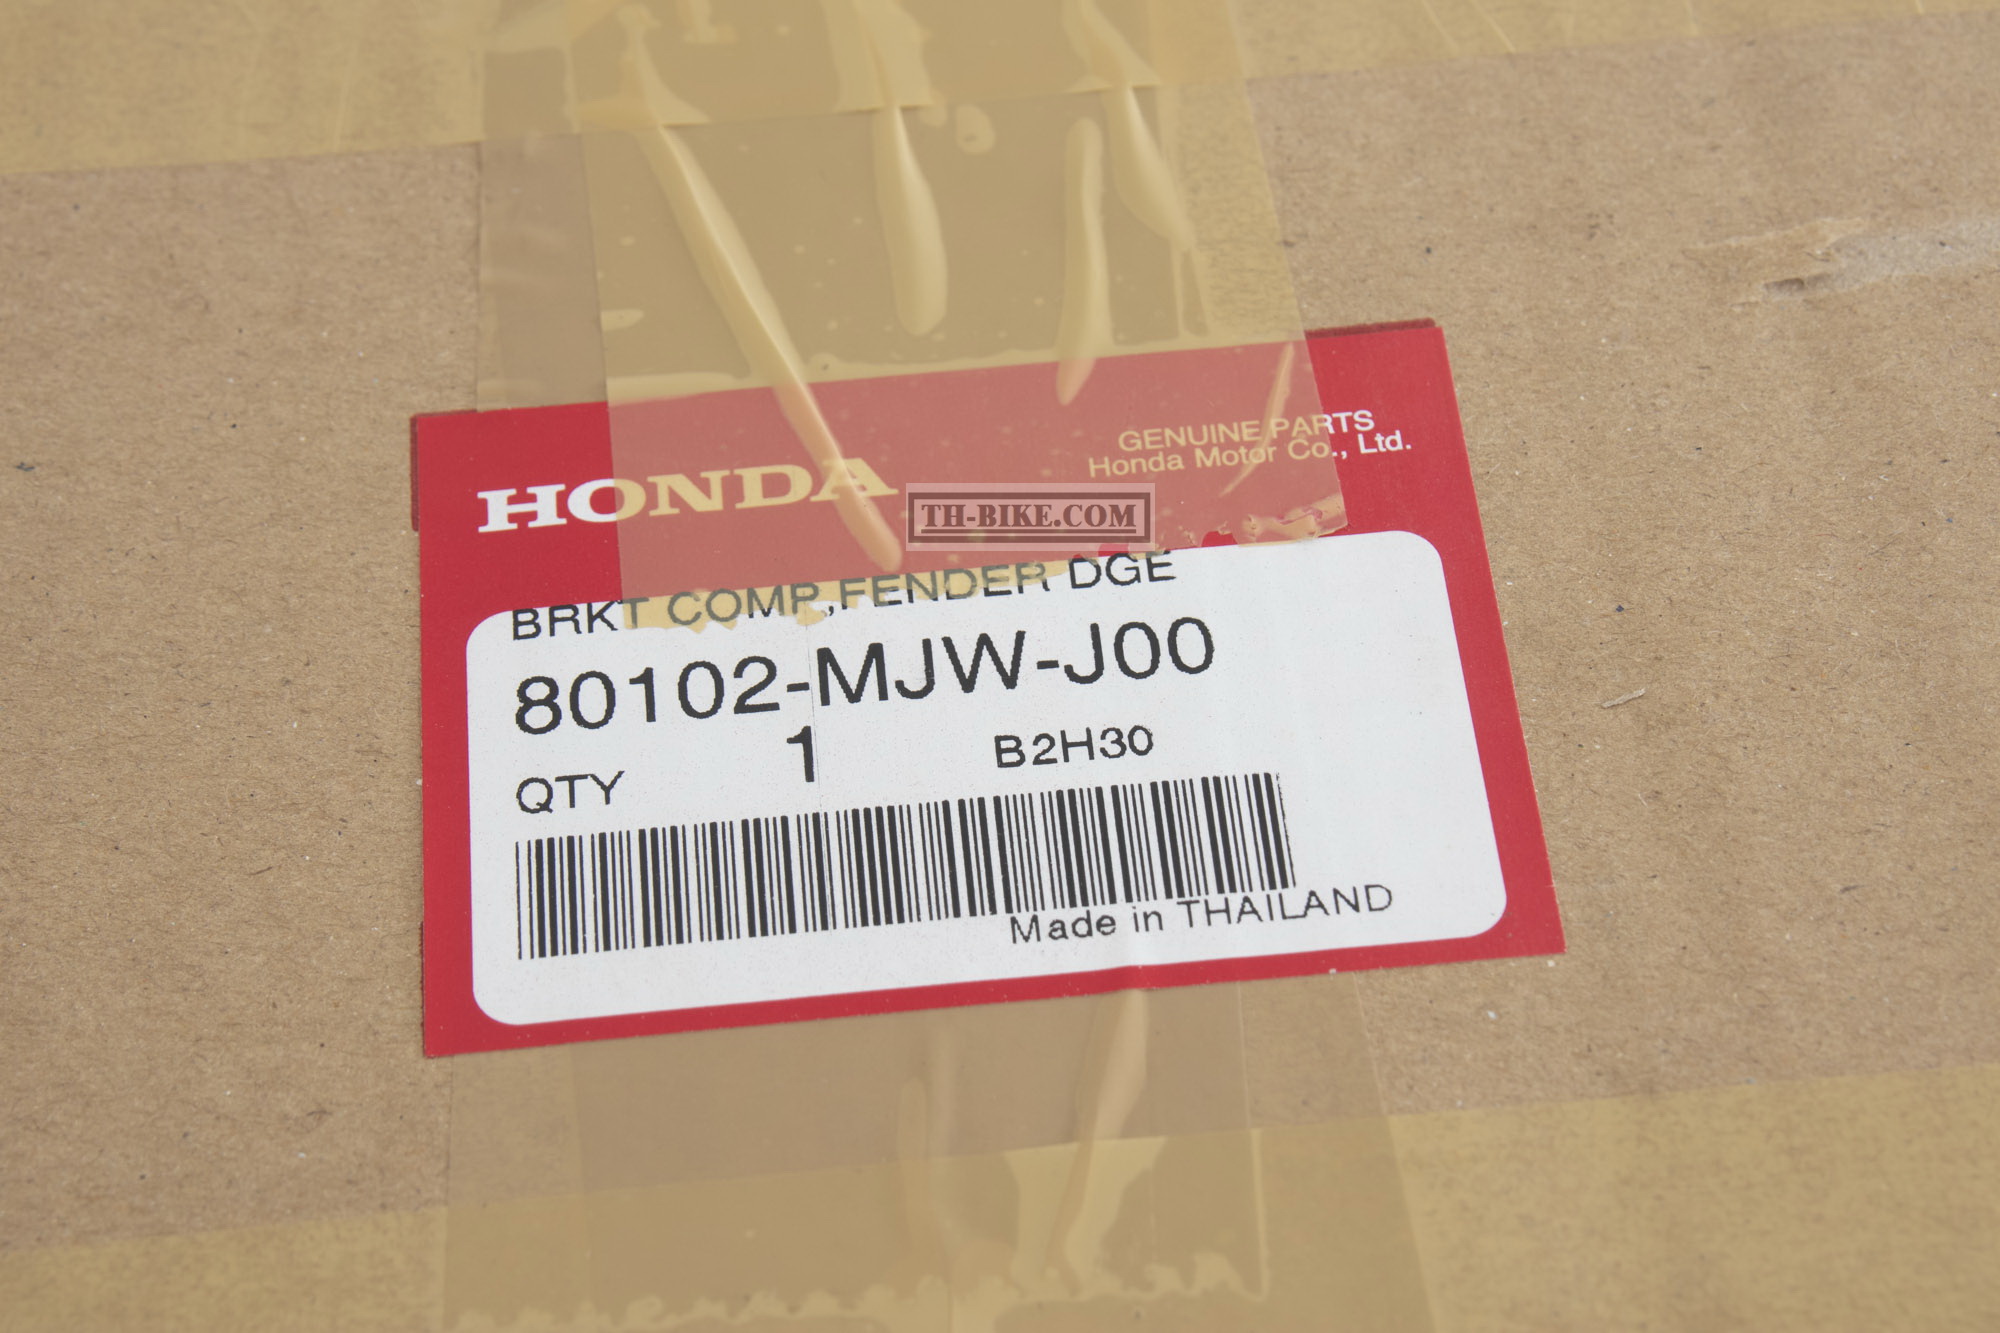 HONDA
GENUINE PARTS
Honda Motor Co., Ltd.
TH-BIKE.COM
BRKT COMP,FENDER DGE
80102-MJW-J00
QTY 1 B2H30
Made in THAILAND